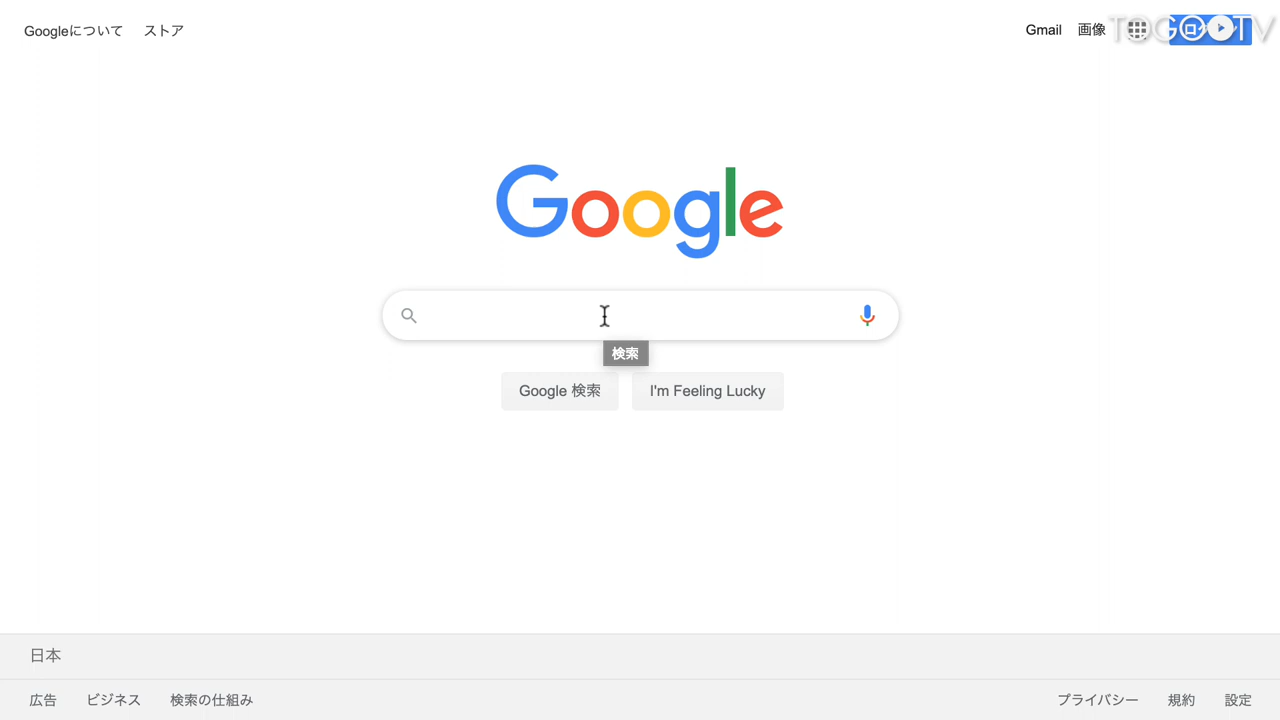 Googleについて ストア
Gmail 画像
TOGOOTV
Google
検索
Google 検索 I'm Feeling Lucky
日本
広告 ビジネス 検索の仕組み
プライバシー 規約 設定